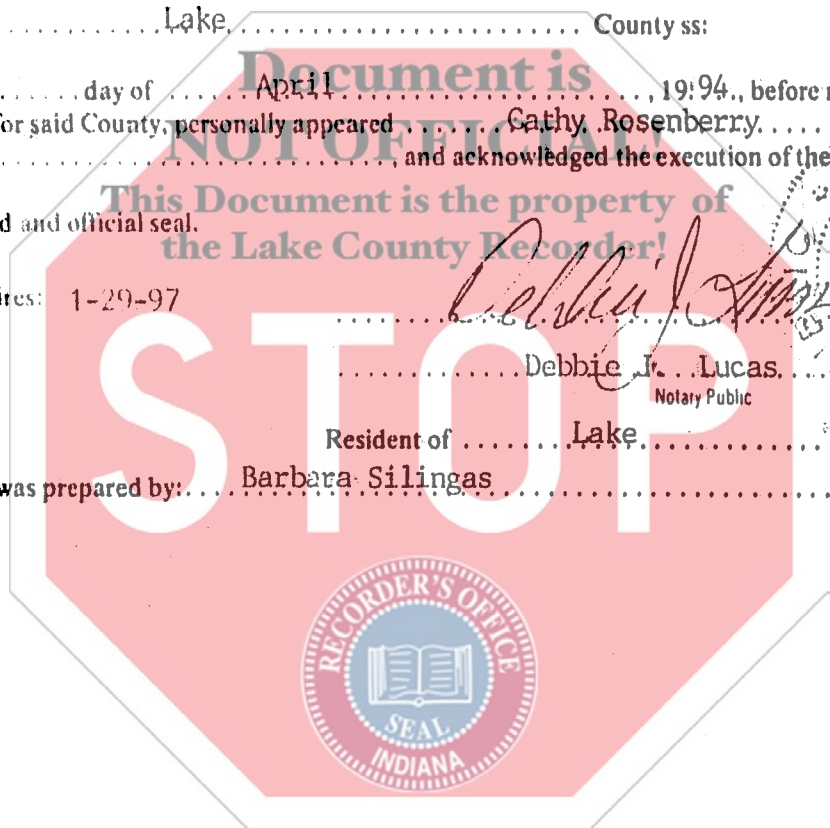 Lake County ss:
day of April, 1994, before
for said County, personally appeared Cathy Rosenberry
, and acknowledged the execution of the
d and official seal.
ires: 1-29-97
Debbie J. Lucas
Notary Public
Resident of Lake
was prepared by: Barbara Silingas
Document is
NOT OFFICIAL!
This Document is the property of
the Lake County Recorder!
STOP
RECORDER'S OFFICE
SEAL
INDIANA